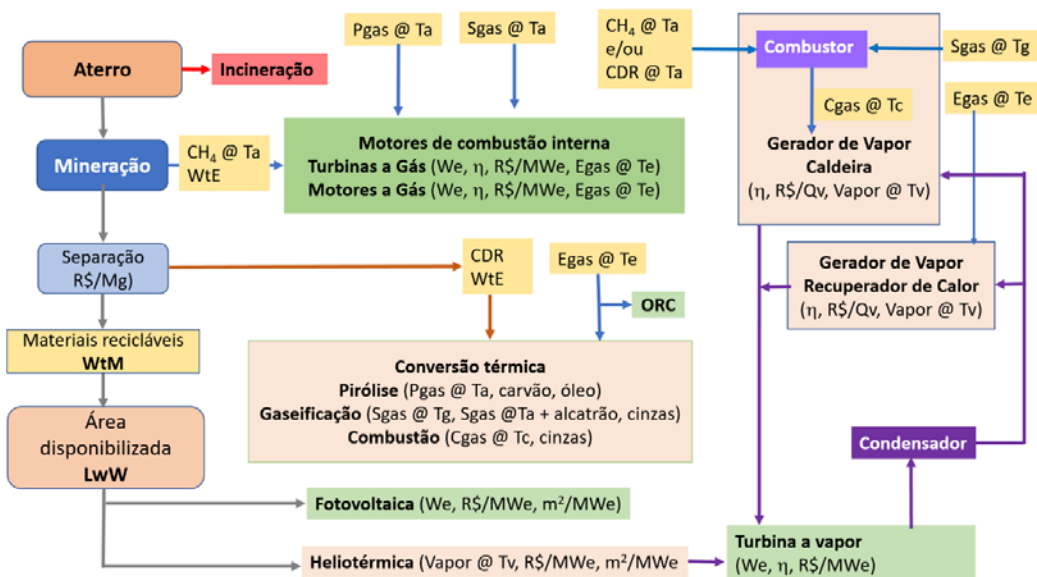 Aterro
Incineração
Pgas @ Ta
Sgas @ Ta
CH₄ @ Ta
e/ou
CDR @ Ta
Combustor
Sgas @ Tg
Cgas @ Tc
Egas @ Te
Gerador de Vapor
Caldeira
(η, R$/Qv, Vapor @ Tv)
Mineração
CH₄ @ Ta
WtE
Motores de combustão interna
Turbinas a Gás (We, η, R$/MWe, Egas @ Te)
Motores a Gás (We, η, R$/MWe, Egas @ Te)
Separação
R$/Mg)
CDR
WtE
Egas @ Te
ORC
Gerador de Vapor
Recuperador de Calor
(η, R$/Qv, Vapor @ Tv)
Materiais recicláveis
WtM
Conversão térmica
Pirólise (Pgas @ Ta, carvão, óleo)
Gaseificação (Sgas @ Tg, Sgas @Ta + alcatrão, cinzas)
Combustão (Cgas @ Tc, cinzas)
Área
disponibilizada
LwW
Condensador
Fotovoltaica (We, R$/MWe, m²/MWe)
Heliotérmica (Vapor @ Tv, R$/MWe, m²/MWe
Turbina a vapor
(We, η, R$/MWe)